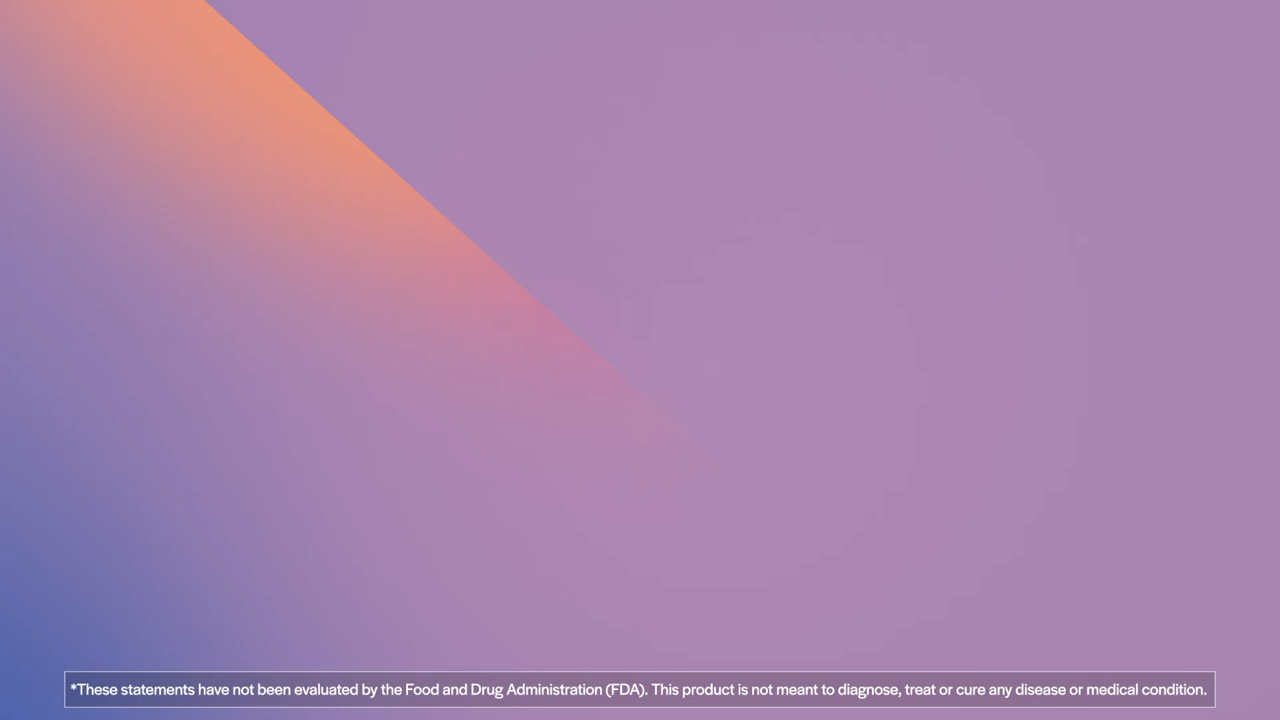 *These statements have not been evaluated by the Food and Drug Administration (FDA). This product is not meant to diagnose, treat or cure any disease or medical condition.